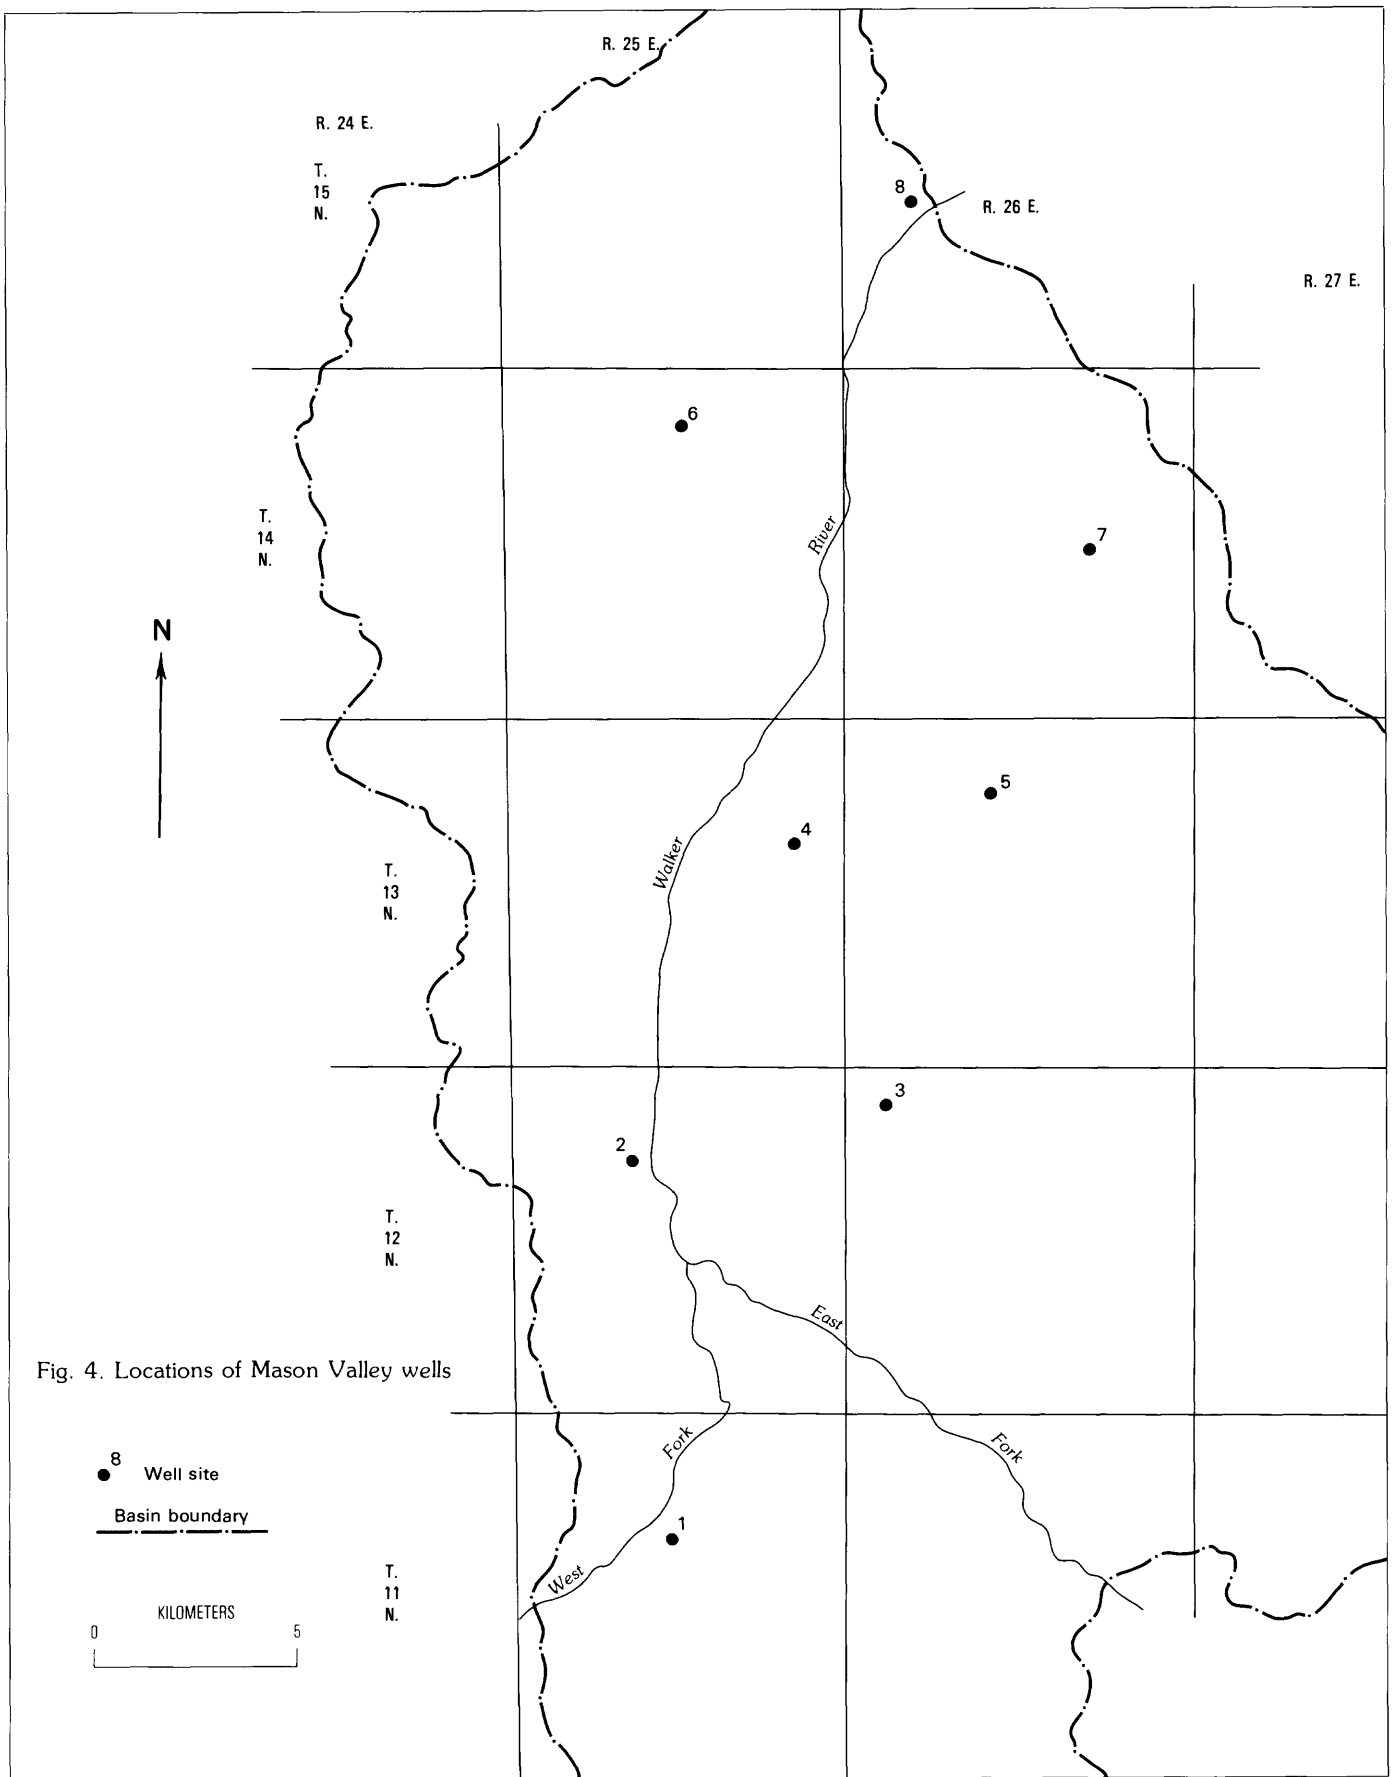 R. 25 E.
R. 24 E.
T.
15
N.
8
R. 26 E.
R. 27 E.
6
T.
14
N.
River
7
N
5
4
Walker
T.
13
N.
3
2
T.
12
N.
East
Fig. 4. Locations of Mason Valley wells
Fork
Fork
8
Well site
Basin boundary
1
West
T.
11
N.
KILOMETERS
0 5